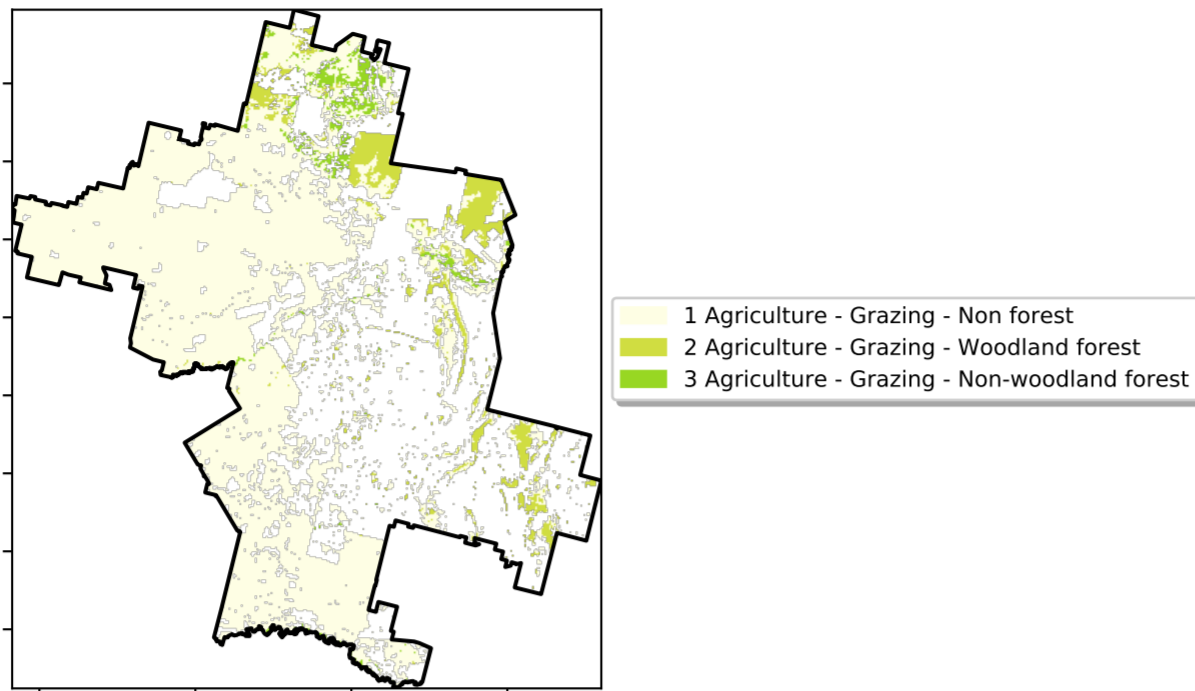 1 Agriculture - Grazing - Non forest
2 Agriculture - Grazing - Woodland forest
3 Agriculture - Grazing - Non-woodland forest